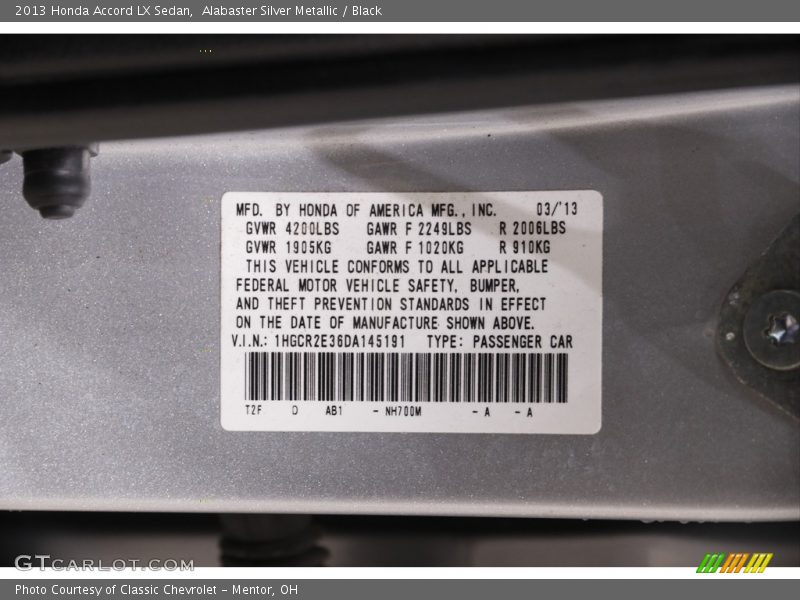 2013 Honda Accord LX Sedan, Alabaster Silver Metallic / Black
MFD. BY HONDA OF AMERICA MFG., INC. 03/'13
GVWR 4200LBS GAWR F 2249LBS R 2006LBS
GVWR 1905KG GAWR F 1020KG R 910KG
THIS VEHICLE CONFORMS TO ALL APPLICABLE
FEDERAL MOTOR VEHICLE SAFETY, BUMPER,
AND THEFT PREVENTION STANDARDS IN EFFECT
ON THE DATE OF MANUFACTURE SHOWN ABOVE.
V.I.N.: 1HGCR2E36DA145191 TYPE: PASSENGER CAR
T2F D AB1 - NH700M - A - A
GTCARLOT.COM
Photo Courtesy of Classic Chevrolet - Mentor, OH